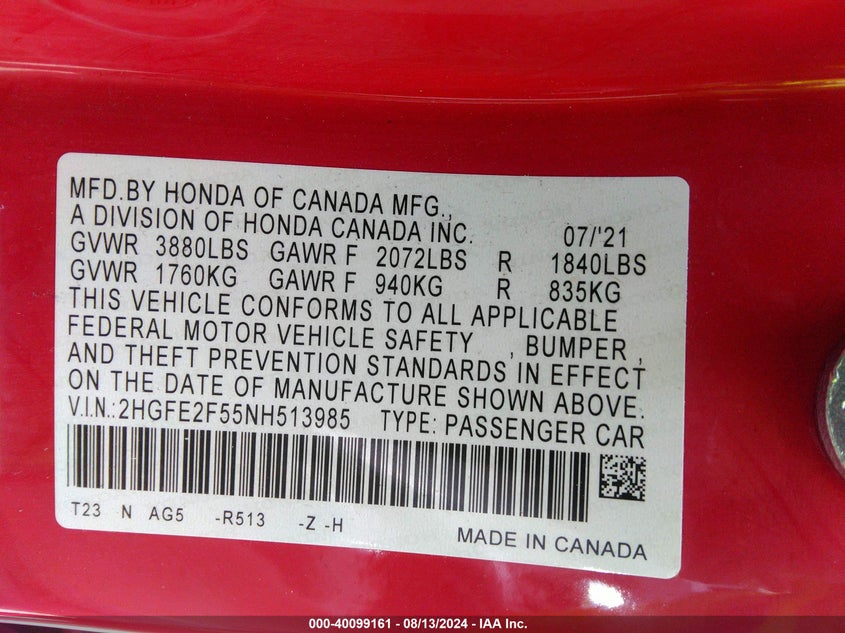 MFD.BY HONDA OF CANADA MFG.,
A DIVISION OF HONDA CANADA INC. 07/'21
GVWR 3880LBS GAWR F 2072LBS R 1840LBS
GVWR 1760KG GAWR F 940KG R 835KG
THIS VEHICLE CONFORMS TO ALL APPLICABLE
FEDERAL MOTOR VEHICLE SAFETY , BUMPER ,
AND THEFT PREVENTION STANDARDS IN EFFECT
ON THE DATE OF MANUFACTURE SHOWN ABOVE.
V.I.N.:2HGFE2F55NH513985 TYPE: PASSENGER CAR
T23 N AG5 -R513 -Z -H
MADE IN CANADA
000-40099161 - 08/13/2024 - IAA Inc.